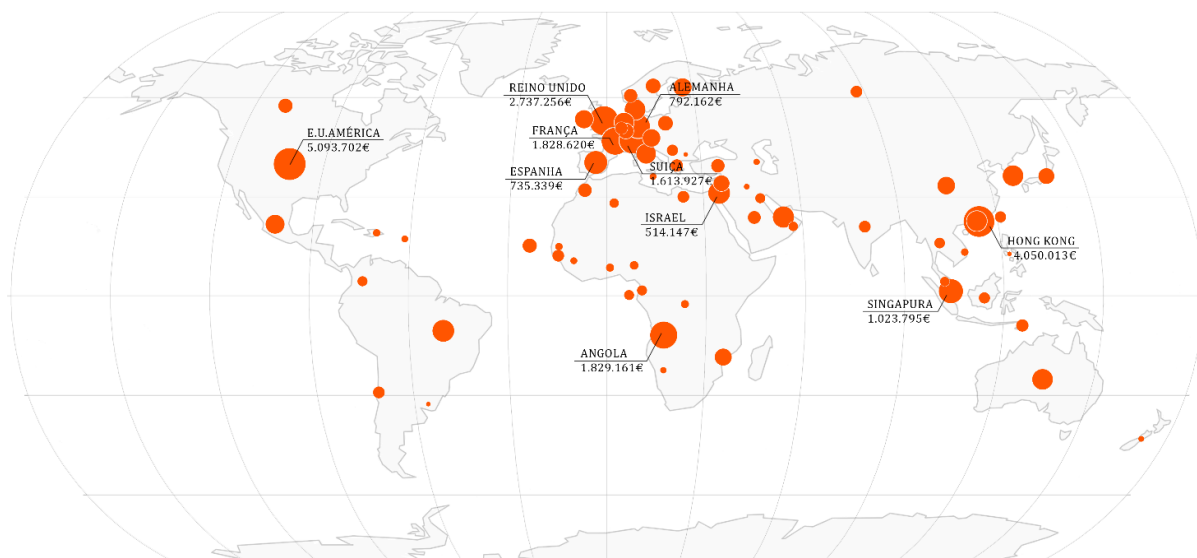 REINO UNIDO
2.737.256€
ALEMANHA
792.162€
E.U.AMÉRICA
5.093.702€
FRANÇA
1.828.620€
ESPANHA
735.339€
SUIÇA
1.613.927€
ISRAEL
514.147€
HONG KONG
4.050.013€
SINGAPURA
1.023.795€
ANGOLA
1.829.161€